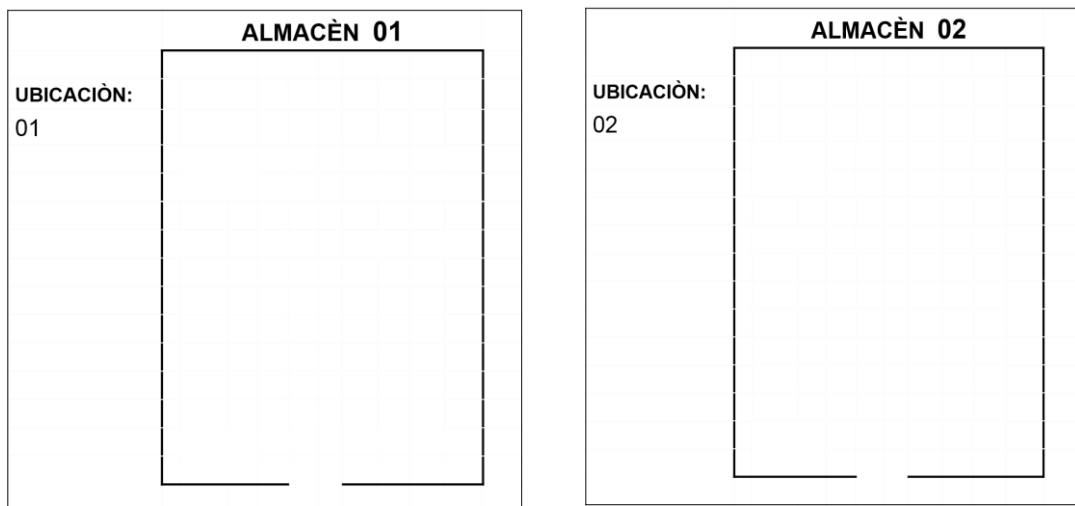 ALMACÈN 01
UBICACIÒN:
01
ALMACÈN 02
UBICACIÒN:
02